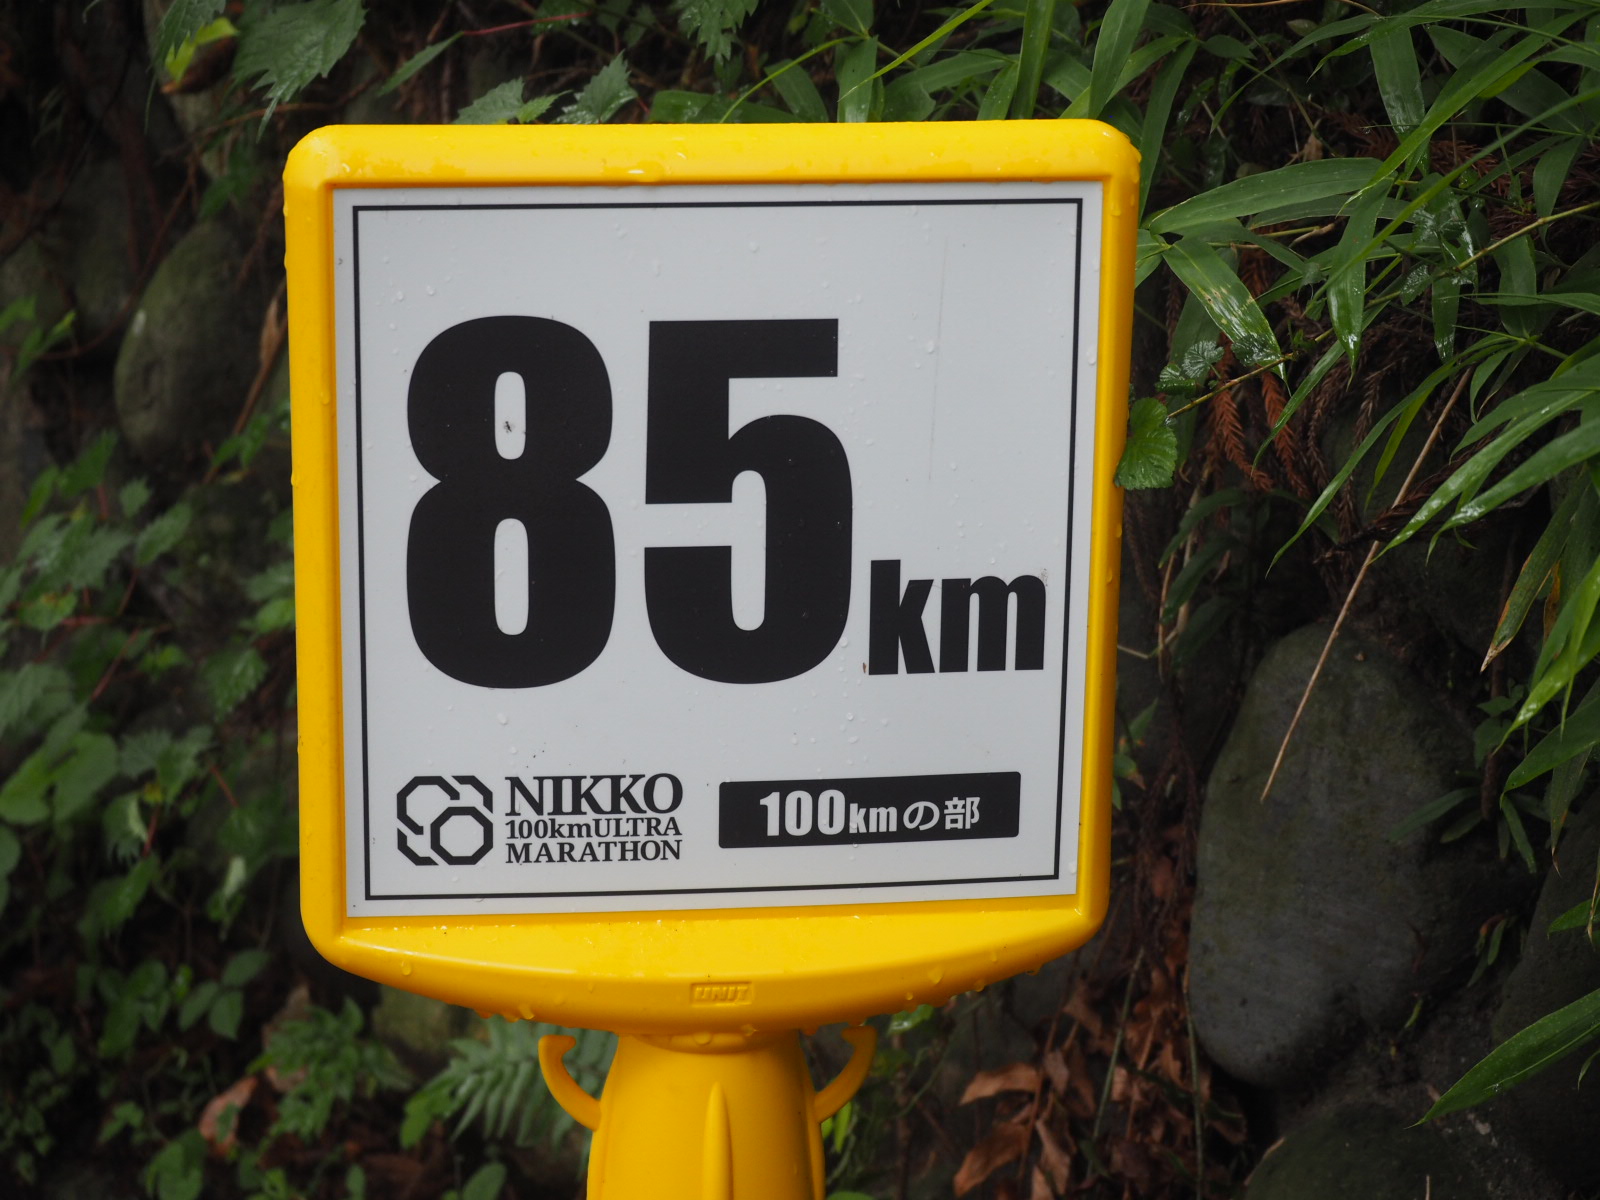 85km
NIKKO
100kmULTRA
MARATHON
100kmの部
UNIT